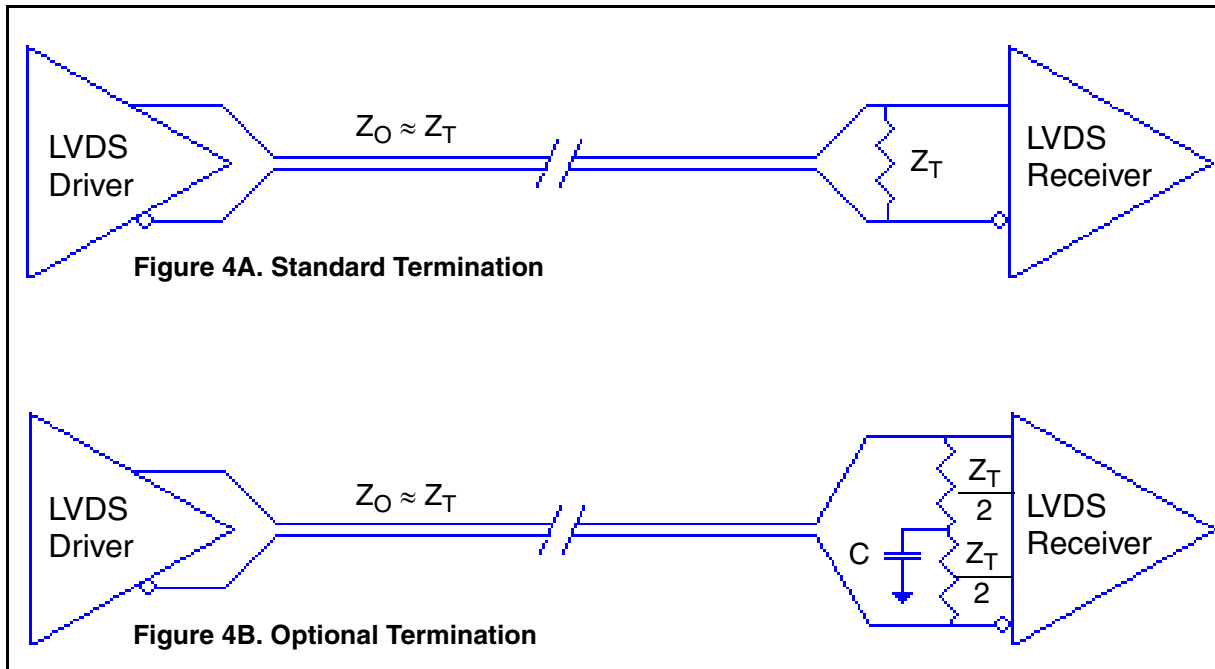 Z_O ≈ Z_T
LVDS
Driver
Z_T
LVDS
Receiver
Figure 4A. Standard Termination
Z_O ≈ Z_T
LVDS
Driver
Z_T
2
C
Z_T
2
LVDS
Receiver
Figure 4B. Optional Termination